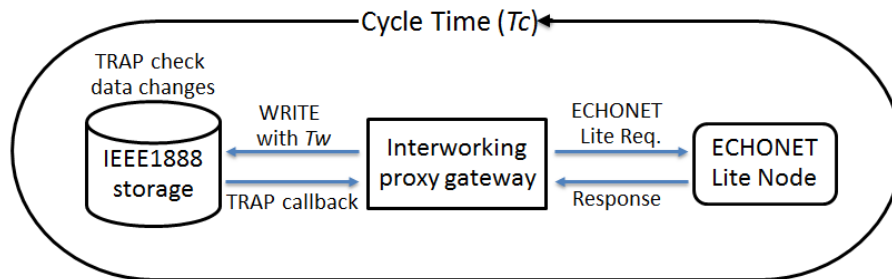 Cycle Time (Tc)
TRAP check
data changes
IEEE1888
storage
WRITE
with Tw
TRAP callback
Interworking
proxy gateway
ECHONET
Lite Req.
Response
ECHONET
Lite Node